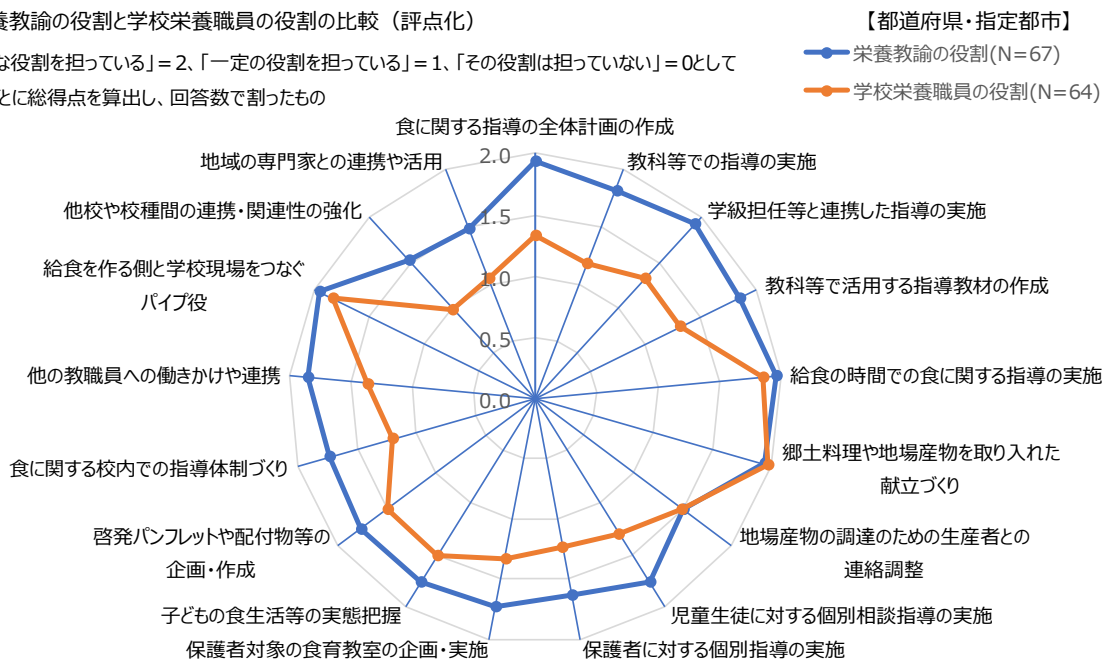 養教諭の役割と学校栄養職員の役割の比較（評点化）
な役割を担っている」＝2、「一定の役割を担っている」＝1、「その役割は担っていない」＝0として
とに総得点を算出し、回答数で割ったもの
【都道府県・指定都市】
栄養教諭の役割(N=67)
学校栄養職員の役割(N=64)
食に関する指導の全体計画の作成
教科等での指導の実施
学級担任等と連携した指導の実施
教科等で活用する指導教材の作成
給食の時間での食に関する指導の実施
郷土料理や地場産物を取り入れた
献立づくり
地場産物の調達のための生産者との
連絡調整
児童生徒に対する個別相談指導の実施
保護者に対する個別指導の実施
保護者対象の食育教室の企画・実施
子どもの食生活等の実態把握
啓発パンフレットや配付物等の
企画・作成
食に関する校内での指導体制づくり
他の教職員への働きかけや連携
給食を作る側と学校現場をつなぐ
パイプ役
他校や校種間の連携・関連性の強化
地域の専門家との連携や活用
2.0
1.5
1.0
0.5
0.0